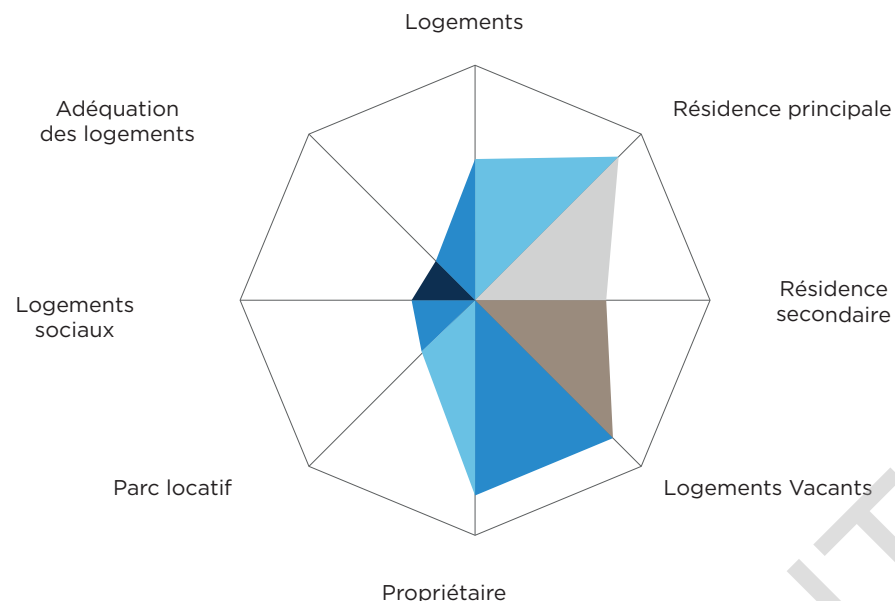 Logements
Adéquation
des logements
Résidence principale
Logements
sociaux
Résidence
secondaire
Parc locatif
Logements Vacants
Propriétaire